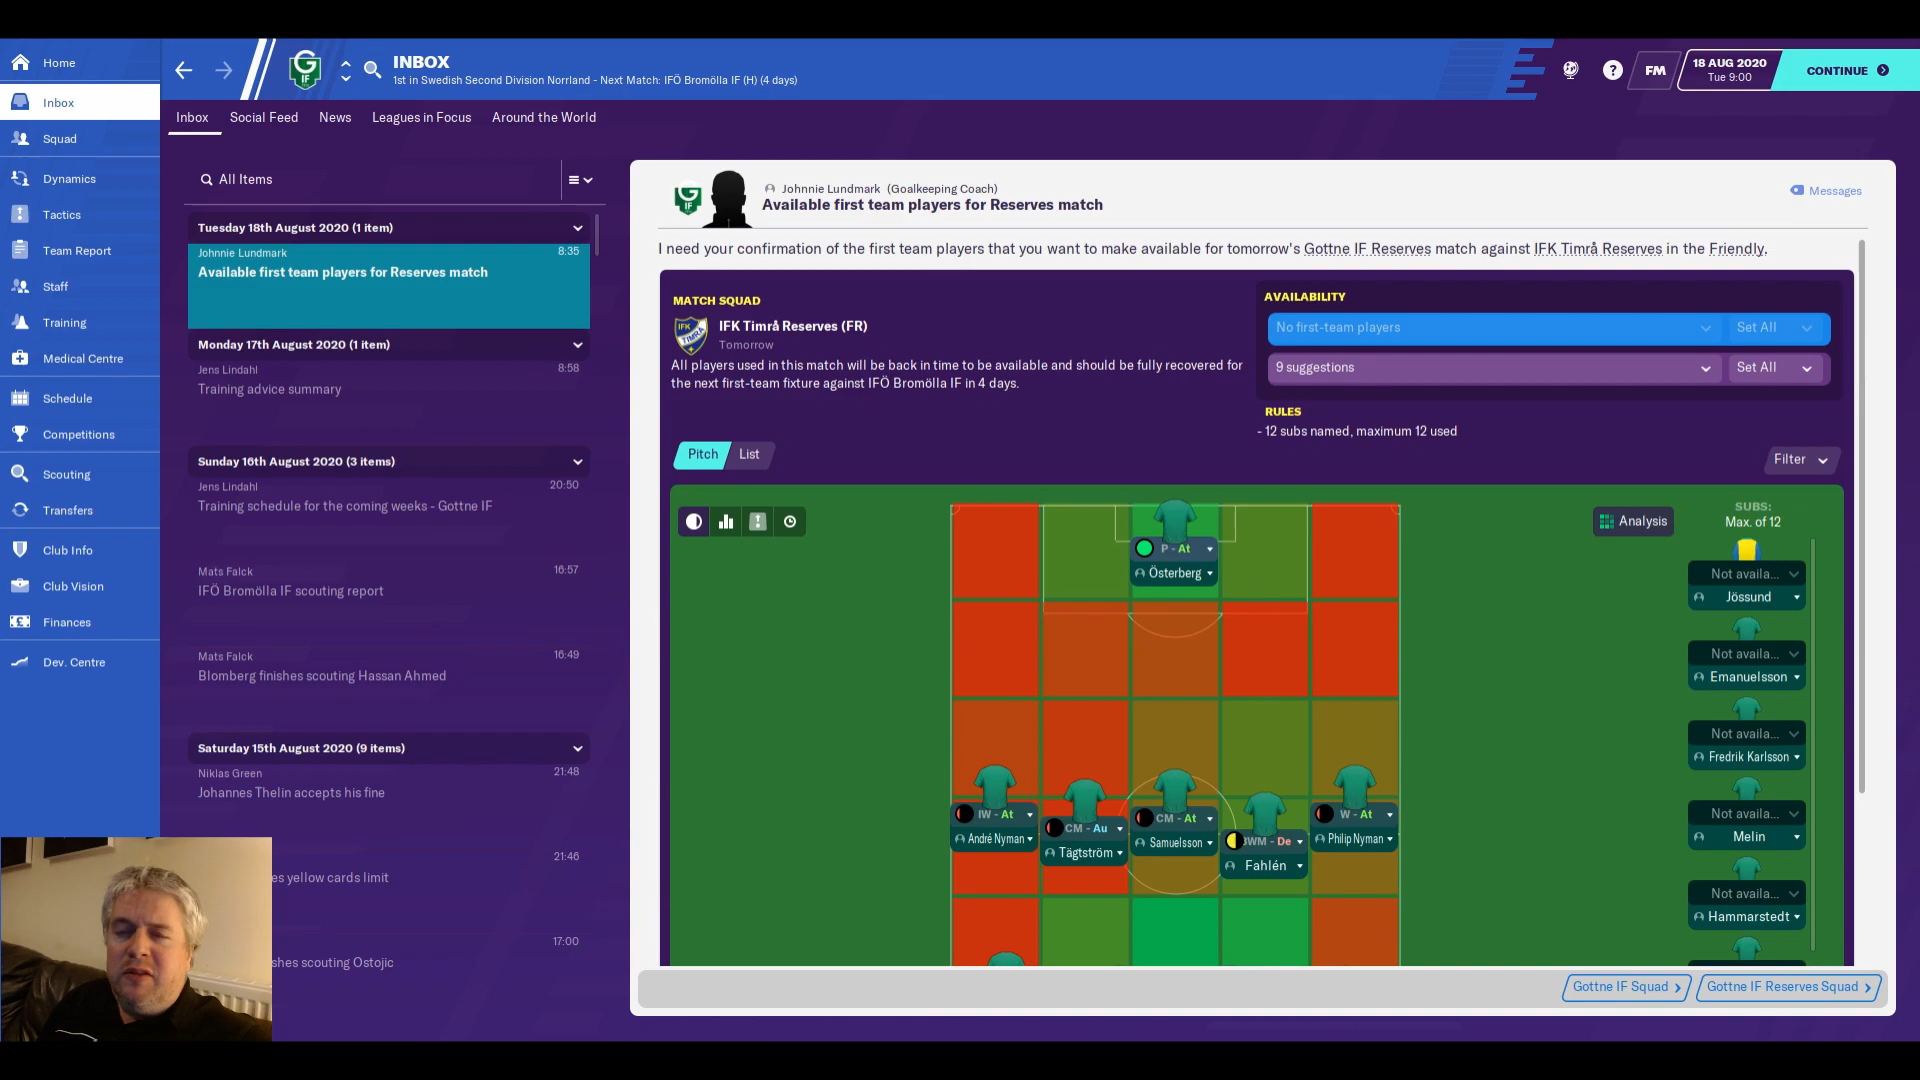 Home
Inbox
Squad
Dynamics
Tactics
Team Report
Staff
Training
Medical Centre
Schedule
Competitions
Scouting
Transfers
Club Info
Club Vision
Finances
Dev. Centre
G
IF
INBOX
1st in Swedish Second Division Norrland - Next Match: IFÖ Bromölla IF (H) (4 days)
?
FM
18 AUG 2020
Tue 9:00
CONTINUE
Inbox
Social Feed
News
Leagues in Focus
Around the World
All Items
Tuesday 18th August 2020 (1 item)
Johnnie Lundmark
8:35
Available first team players for Reserves match
Monday 17th August 2020 (1 item)
Jens Lindahl
8:58
Training advice summary
Sunday 16th August 2020 (3 items)
Jens Lindahl
20:50
Training schedule for the coming weeks - Gottne IF
Mats Falck
16:57
IFÖ Bromölla IF scouting report
Mats Falck
16:49
Blomberg finishes scouting Hassan Ahmed
Saturday 15th August 2020 (9 items)
Niklas Green
21:48
Johannes Thelin accepts his fine
21:46
es yellow cards limit
17:00
shes scouting Ostojic
Johnnie Lundmark (Goalkeeping Coach)
Available first team players for Reserves match
Messages
I need your confirmation of the first team players that you want to make available for tomorrow's Gottne IF Reserves match against IFK Timrå Reserves in the Friendly.
MATCH SQUAD
IFK Timrå Reserves (FR)
Tomorrow
All players used in this match will be back in time to be available and should be fully recovered for
the next first-team fixture against IFÖ Bromölla IF in 4 days.
AVAILABILITY
No first-team players
Set All
9 suggestions
Set All
RULES
- 12 subs named, maximum 12 used
Pitch
List
Filter
Analysis
SUBS:
Max. of 12
P - At
Österberg
IW - At
André Nyman
CM - Au
Tägtström
CM - At
Samuelsson
BWM - De
Fahlén
W - At
Philip Nyman
Not availa...
Jössund
Not availa...
Emanuelsson
Not availa...
Fredrik Karlsson
Not availa...
Melin
Not availa...
Hammarstedt
Gottne IF Squad
Gottne IF Reserves Squad